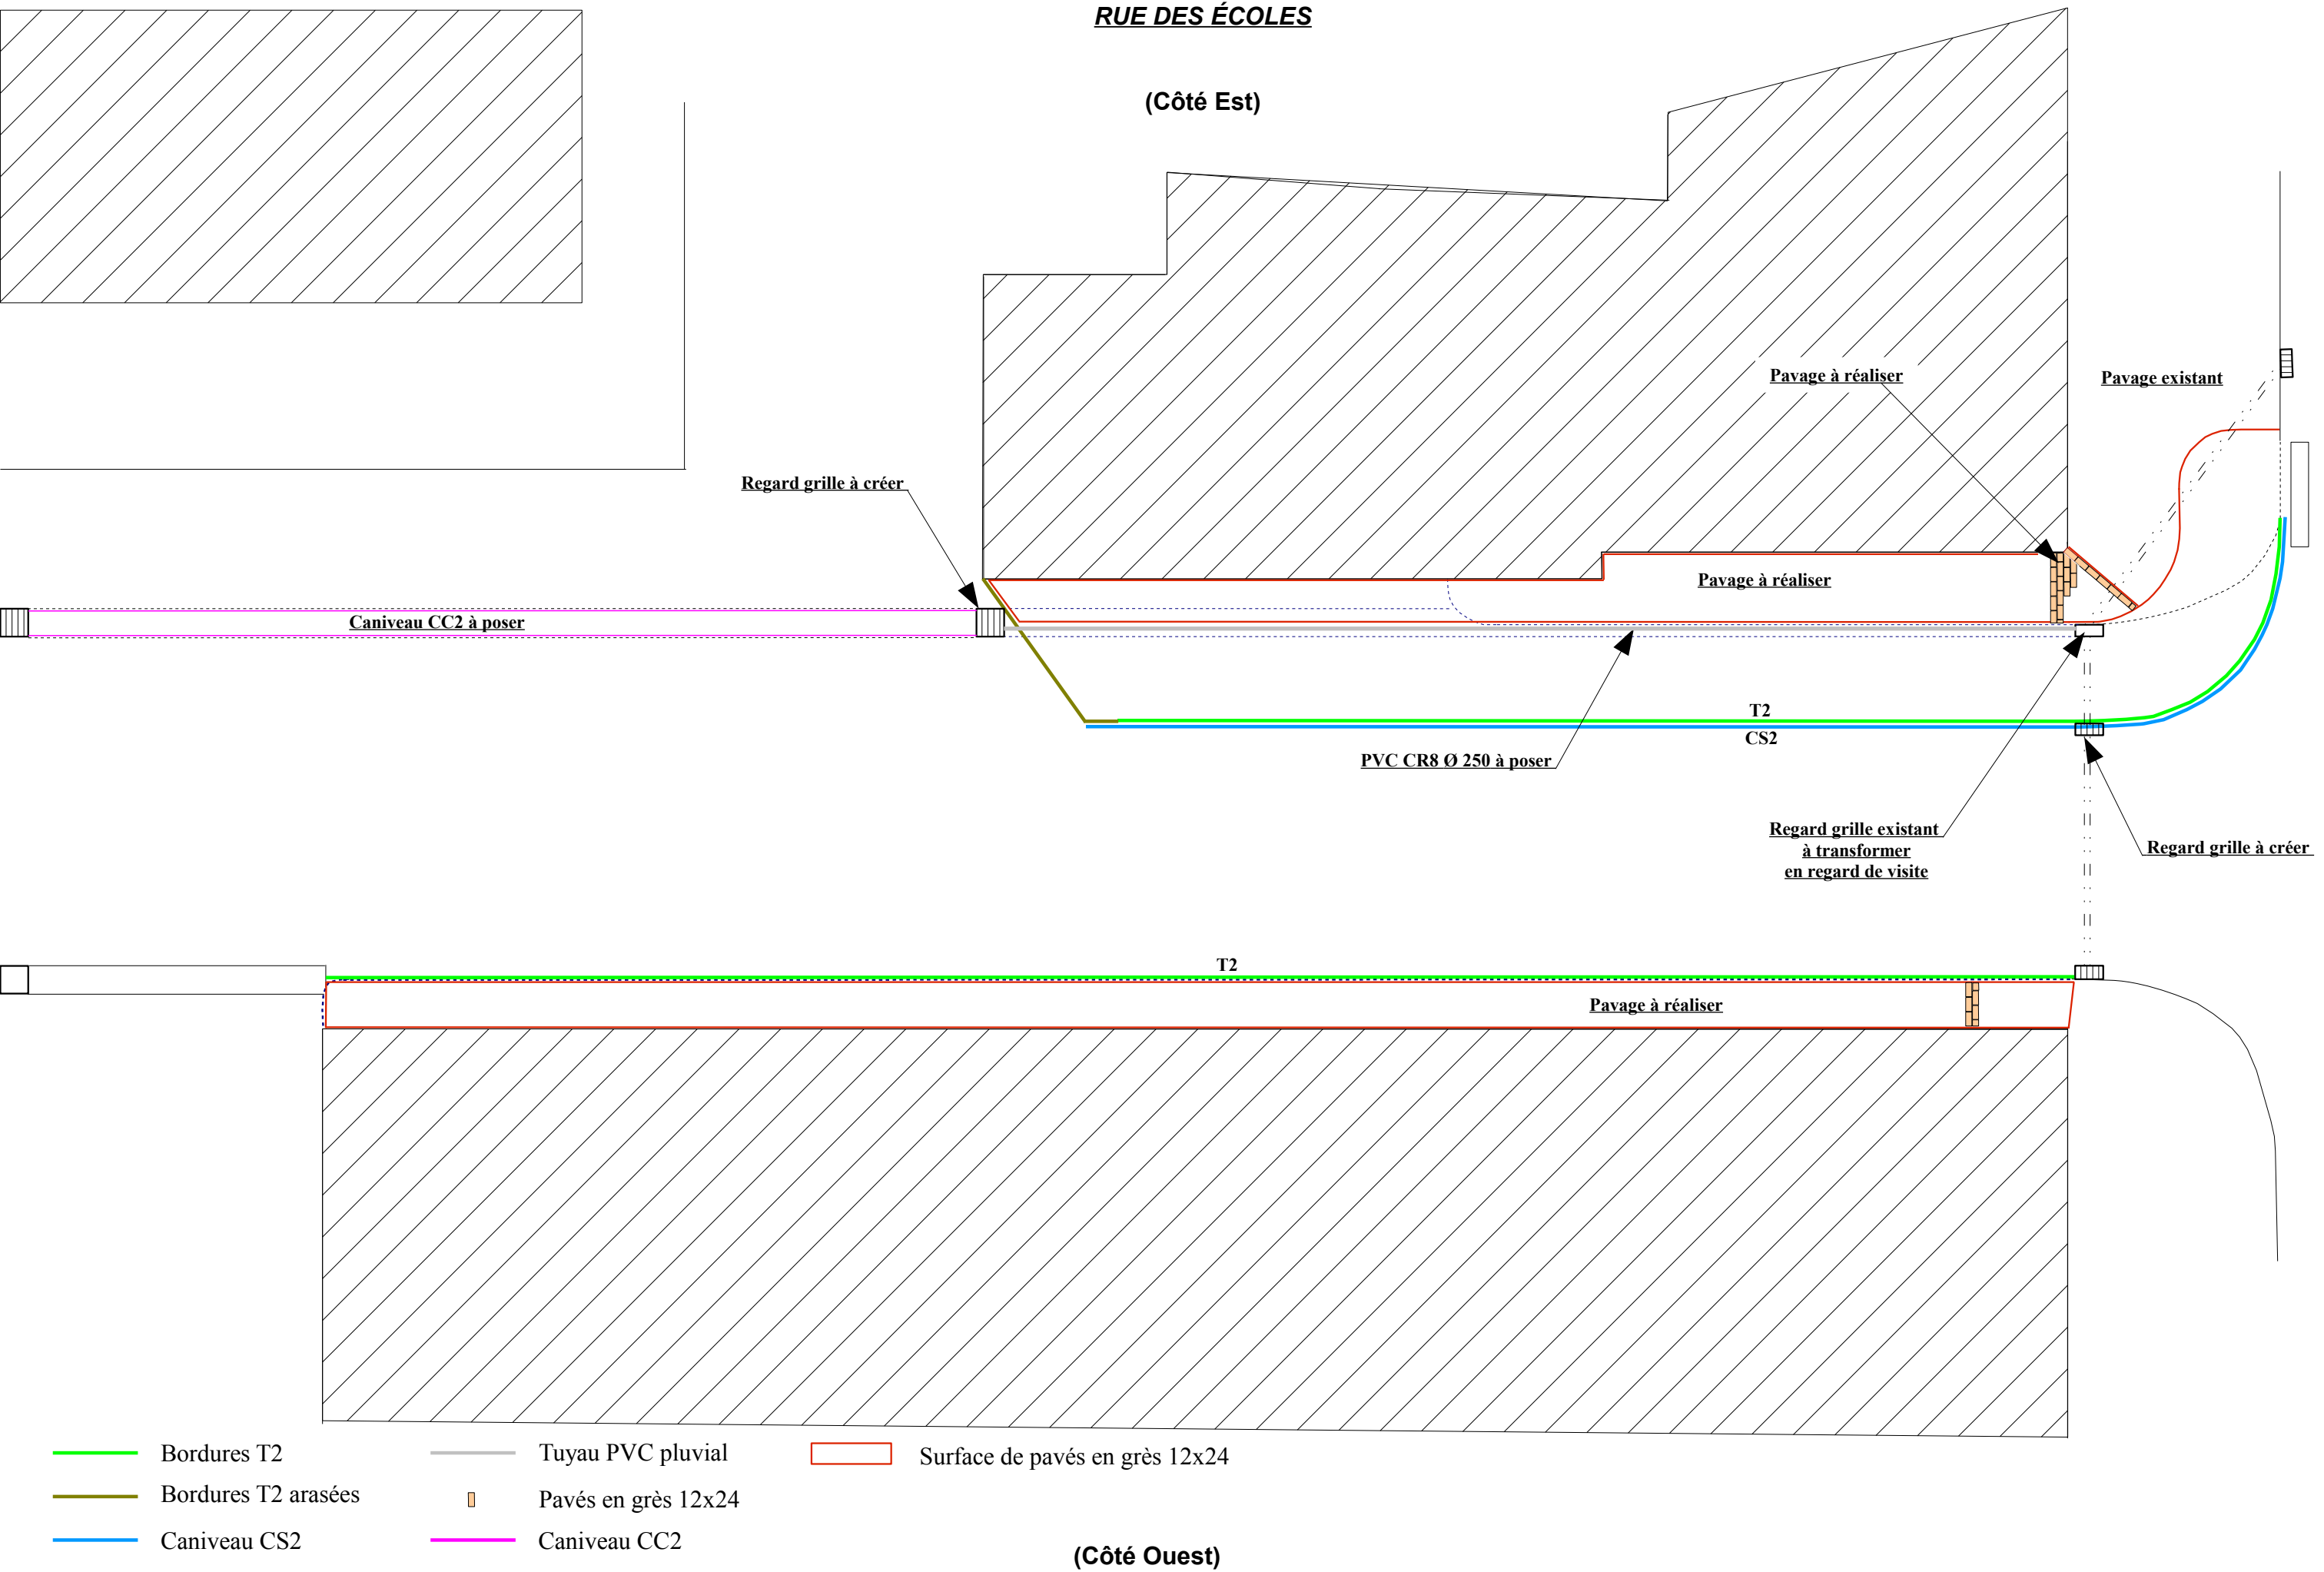 RUE DES ÉCOLES
(Côté Est)
Pavage à réaliser
Pavage existant
Regard grille à créer
Pavage à réaliser
Caniveau CC2 à poser
T2
CS2
PVC CR8 Ø 250 à poser
Regard grille existant
à transformer
en regard de visite
Regard grille à créer
T2
Pavage à réaliser
Bordures T2
Tuyau PVC pluvial
Surface de pavés en grès 12x24
Bordures T2 arasées
Pavés en grès 12x24
Caniveau CS2
Caniveau CC2
(Côté Ouest)